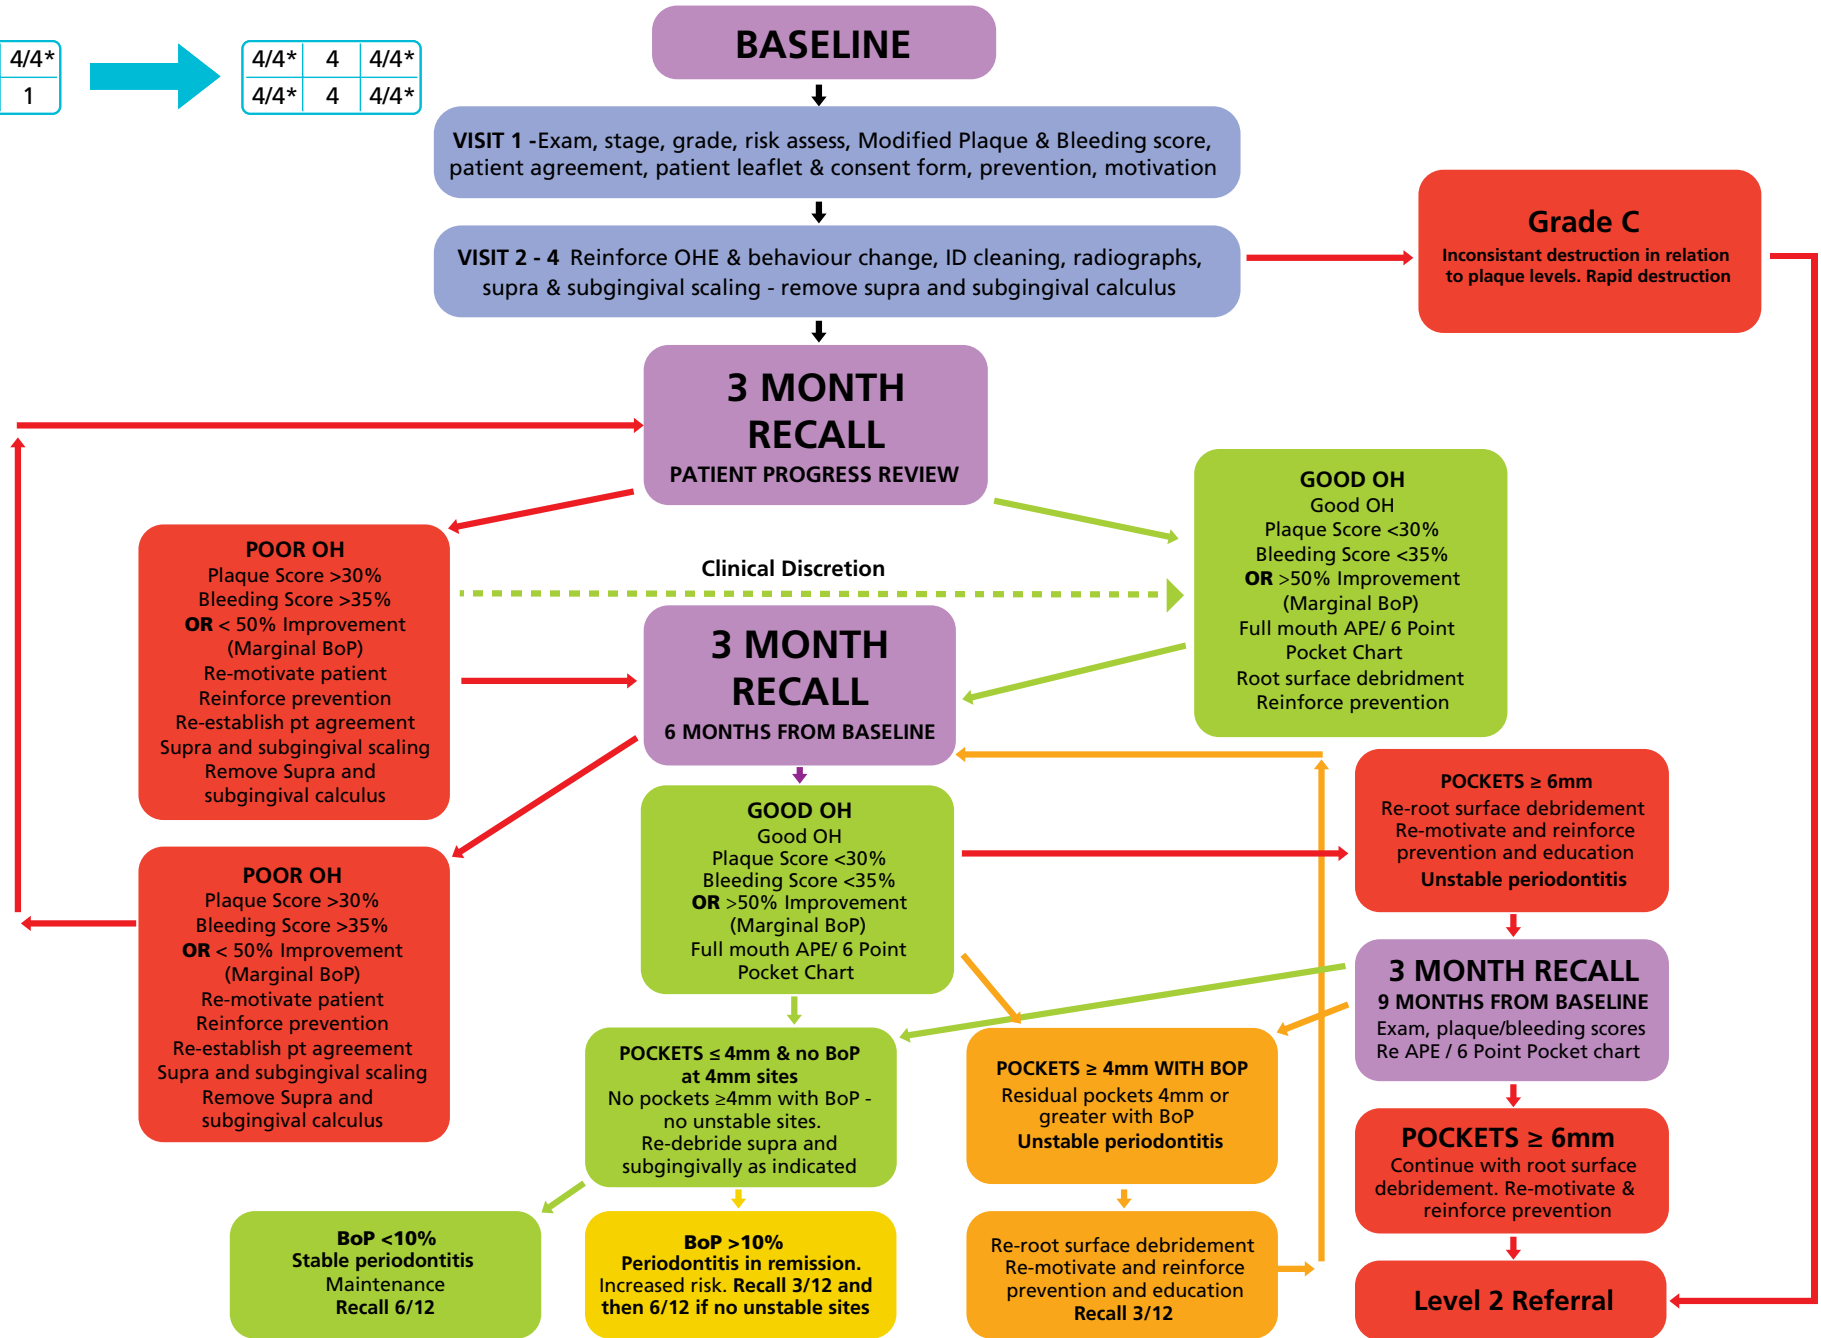 4/4*
1
4/4* 4 4/4*
4/4* 4 4/4*
BASELINE
VISIT 1 -Exam, stage, grade, risk assess, Modified Plaque & Bleeding score,
patient agreement, patient leaflet & consent form, prevention, motivation
VISIT 2 - 4 Reinforce OHE & behaviour change, ID cleaning, radiographs,
supra & subgingival scaling - remove supra and subgingival calculus
Grade C
Inconsistant destruction in relation
to plaque levels. Rapid destruction
3 MONTH
RECALL
PATIENT PROGRESS REVIEW
POOR OH
Plaque Score >30%
Bleeding Score >35%
OR < 50% Improvement
(Marginal BoP)
Re-motivate patient
Reinforce prevention
Re-establish pt agreement
Supra and subgingival scaling
Remove Supra and
subgingival calculus
Clinical Discretion
GOOD OH
Good OH
Plaque Score <30%
Bleeding Score <35%
OR >50% Improvement
(Marginal BoP)
Full mouth APE/ 6 Point
Pocket Chart
Root surface debridment
Reinforce prevention
3 MONTH
RECALL
6 MONTHS FROM BASELINE
POOR OH
Plaque Score >30%
Bleeding Score >35%
OR < 50% Improvement
(Marginal BoP)
Re-motivate patient
Reinforce prevention
Re-establish pt agreement
Supra and subgingival scaling
Remove Supra and
subgingival calculus
GOOD OH
Good OH
Plaque Score <30%
Bleeding Score <35%
OR >50% Improvement
(Marginal BoP)
Full mouth APE/ 6 Point
Pocket Chart
POCKETS ≥ 6mm
Re-root surface debridement
Re-motivate and reinforce
prevention and education
Unstable periodontitis
3 MONTH RECALL
9 MONTHS FROM BASELINE
Exam, plaque/bleeding scores
Re APE / 6 Point Pocket chart
POCKETS ≤ 4mm & no BoP
at 4mm sites
No pockets ≥4mm with BoP -
no unstable sites.
Re-debride supra and
subgingivally as indicated
POCKETS ≥ 4mm WITH BOP
Residual pockets 4mm or
greater with BoP
Unstable periodontitis
POCKETS ≥ 6mm
Continue with root surface
debridement. Re-motivate &
reinforce prevention
BoP <10%
Stable periodontitis
Maintenance
Recall 6/12
BoP >10%
Periodontitis in remission.
Increased risk. Recall 3/12 and
then 6/12 if no unstable sites
Re-root surface debridement
Re-motivate and reinforce
prevention and education
Recall 3/12
Level 2 Referral